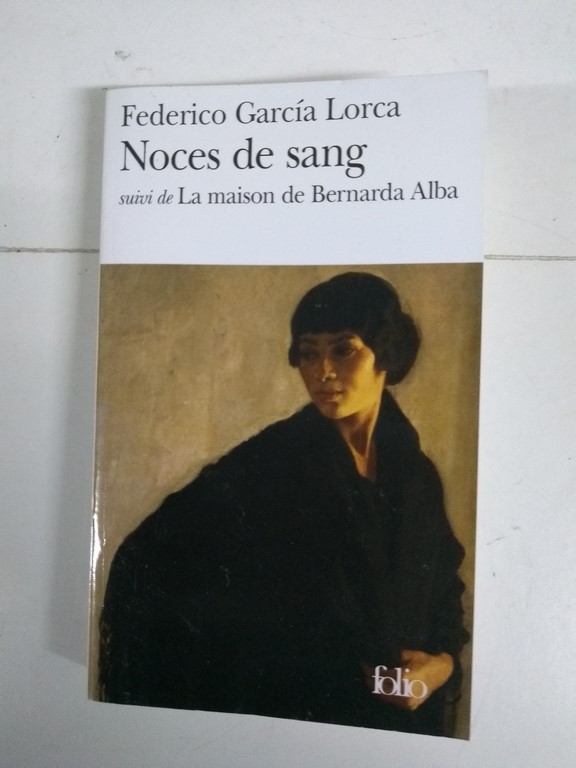 Federico García Lorca
Noces de sang
suivi de La maison de Bernarda Alba
folio